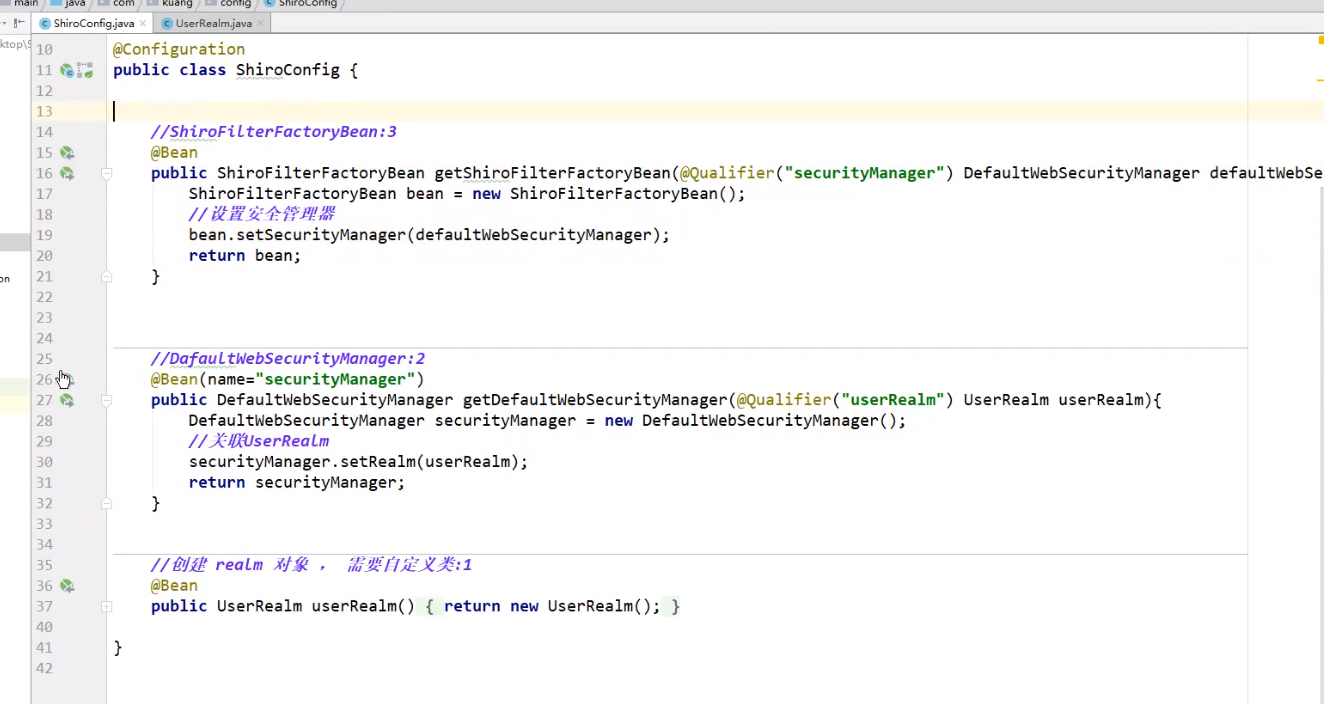 main java com kuang config ShiroConfig
ShiroConfig.java UserRealm.java
10 @Configuration
11 public class ShiroConfig {
12
13
14 //ShiroFilterFactoryBean:3
15 @Bean
16 public ShiroFilterFactoryBean getShiroFilterFactoryBean(@Qualifier("securityManager") DefaultWebSecurityManager defaultWebSe
17 ShiroFilterFactoryBean bean = new ShiroFilterFactoryBean();
18 //设置安全管理器
19 bean.setSecurityManager(defaultWebSecurityManager);
20 return bean;
21 }
22
23
24
25 //DafaultWebSecurityManager:2
26 @Bean(name="securityManager")
27 public DefaultWebSecurityManager getDefaultWebSecurityManager(@Qualifier("userRealm") UserRealm userRealm){
28 DefaultWebSecurityManager securityManager = new DefaultWebSecurityManager();
29 //关联UserRealm
30 securityManager.setRealm(userRealm);
31 return securityManager;
32 }
33
34
35 //创建 realm 对象 ， 需要自定义类:1
36 @Bean
37 public UserRealm userRealm() { return new UserRealm(); }
40
41 }
42